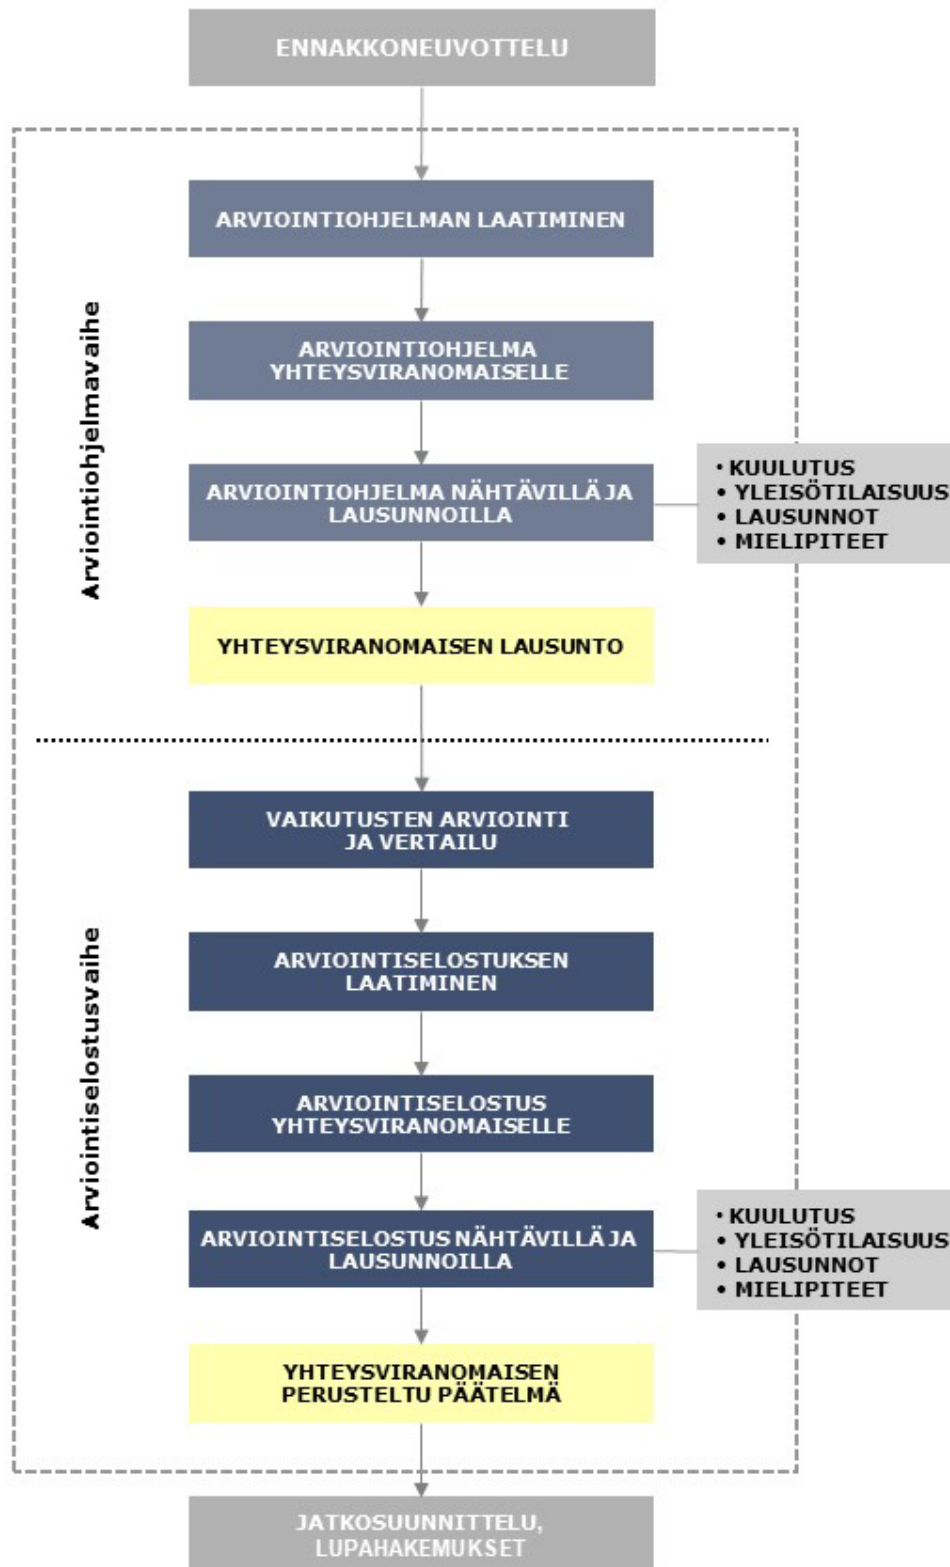 ENNAKKONEUVOTTELU
ARVIOINTIOHJELMAN LAATIMINEN
Arviointiohjelmavaihe
ARVIOINTIOHJELMA
YHTEYSVIRANOMAISELLE
ARVIOINTIOHJELMA NÄHTÄVILLÄ JA
LAUSUNNOILLA
• KUULUTUS
• YLEISÖTILAISUUS
• LAUSUNNOT
• MIELIPITEET
YHTEYSVIRANOMAISEN LAUSUNTO
VAIKUTUSTEN ARVIOINTI
JA VERTAILU
Arviointiselostusvaihe
ARVIOINTISELOSTUKSEN
LAATIMINEN
ARVIOINTISELOSTUS
YHTEYSVIRANOMAISELLE
ARVIOINTISELOSTUS NÄHTÄVILLÄ JA
LAUSUNNOILLA
• KUULUTUS
• YLEISÖTILAISUUS
• LAUSUNNOT
• MIELIPITEET
YHTEYSVIRANOMAISEN
PERUSTELTU PÄÄTELMÄ
JATKOSUUNNITTELU,
LUPAHAKEMUKSET